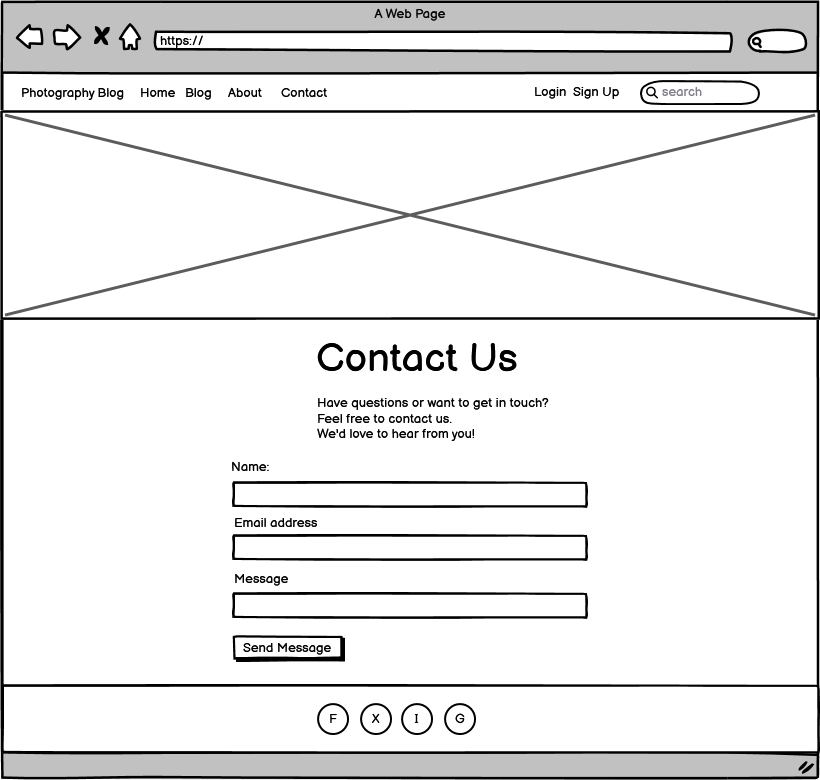 A Web Page
https://
Photography Blog Home Blog About Contact Login Sign Up search
Contact Us
Have questions or want to get in touch?
Feel free to contact us.
We'd love to hear from you!
Name:
Email address
Message
Send Message
F X I G